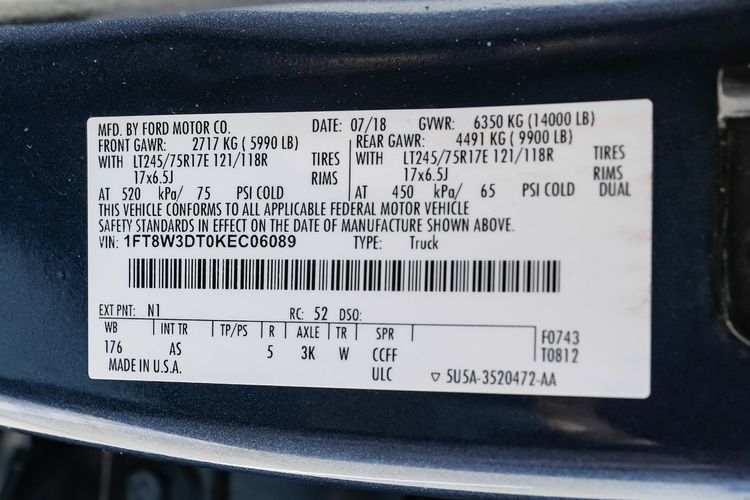 MFD. BY FORD MOTOR CO. DATE: 07/18 GVWR: 6350 KG (14000 LB)
FRONT GAWR: 2717 KG ( 5990 LB) REAR GAWR: 4491 KG ( 9900 LB)
WITH LT245/75R17E 121/118R TIRES WITH LT245/75R17E 121/118R TIRES
17x6.5J RIMS 17x6.5J RIMS
AT 520 kPa/ 75 PSI COLD AT 450 kPa/ 65 PSI COLD DUAL
THIS VEHICLE CONFORMS TO ALL APPLICABLE FEDERAL MOTOR VEHICLE
SAFETY STANDARDS IN EFFECT ON THE DATE OF MANUFACTURE SHOWN ABOVE.
VIN: 1FT8W3DT0KEC06089 TYPE: Truck
EXT PNT: N1 RC: 52 DSO:
WB INT TR TP/PS R AXLE TR SPR F0743
176 AS 5 3K W CCFF T0812
MADE IN U.S.A. ULC ▽ 5U5A-3520472-AA